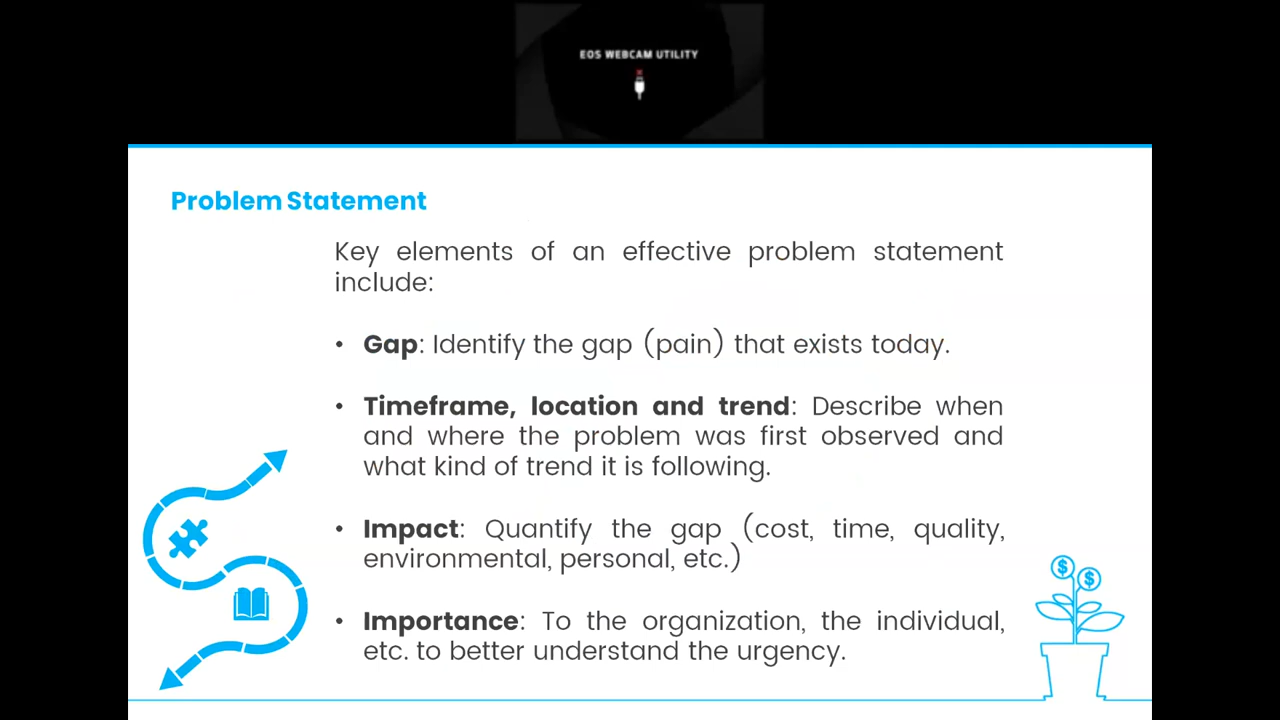 EOS WEBCAM UTILITY
Problem Statement
Key elements of an effective problem statement
include:
• Gap: Identify the gap (pain) that exists today.
• Timeframe, location and trend: Describe when
and where the problem was first observed and
what kind of trend it is following.
• Impact: Quantify the gap (cost, time, quality,
environmental, personal, etc.)
• Importance: To the organization, the individual,
etc. to better understand the urgency.
$
$